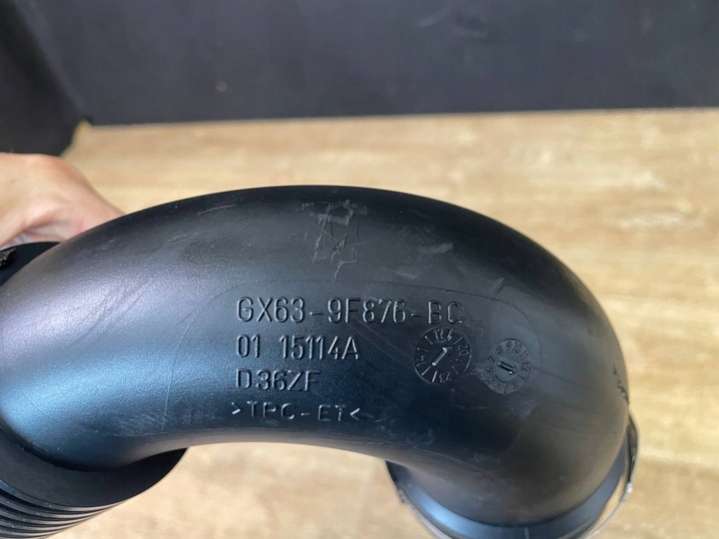 GX63-9F876-BC
01 15114A
D36ZF
>TPC-ET<